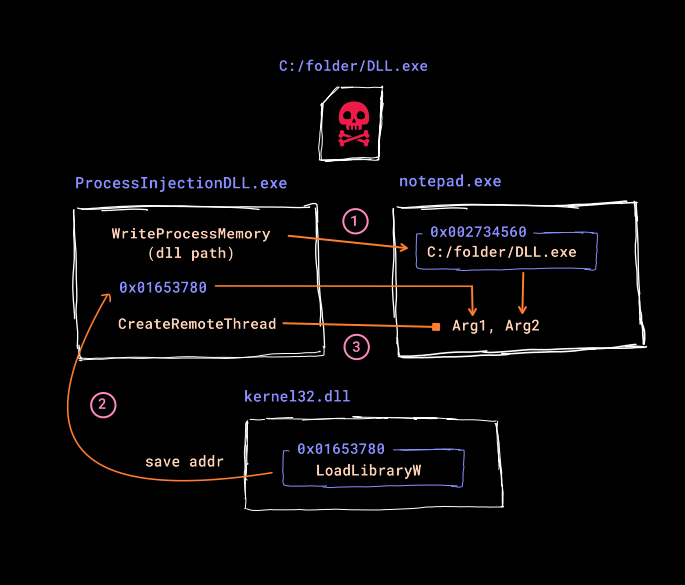 C:/folder/DLL.exe
ProcessInjectionDLL.exe
notepad.exe
1
WriteProcessMemory
(dll path)
0x002734560
C:/folder/DLL.exe
0x01653780
CreateRemoteThread
Arg1, Arg2
3
kernel32.dll
2
0x01653780
save addr
LoadLibraryW